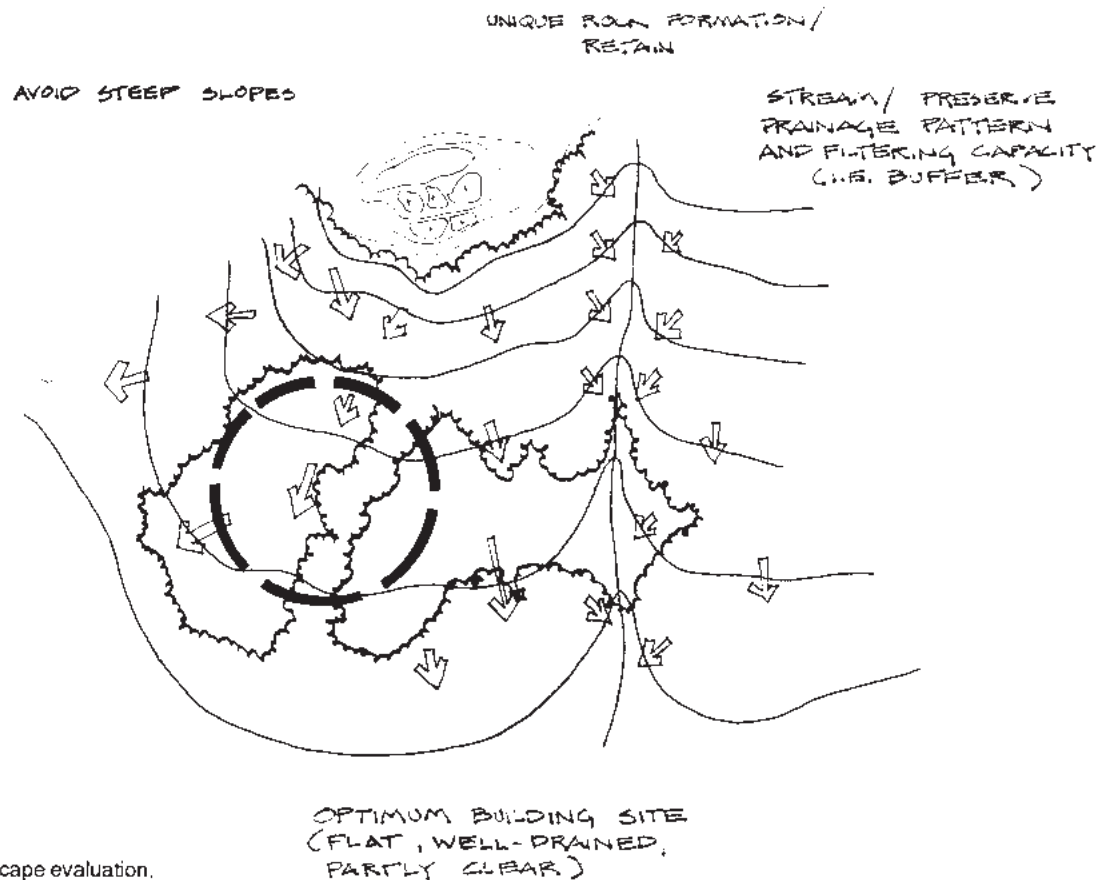 UNIQUE ROCK FORMATION/
RETAIN
AVOID STEEP SLOPES
STREAM/ PRESERVE
DRAINAGE PATTERN
AND FILTERING CAPACITY
(I.E. BUFFER)
OPTIMUM BUILDING SITE
(FLAT, WELL-DRAINED,
PARTLY CLEAR)
cape evaluation.